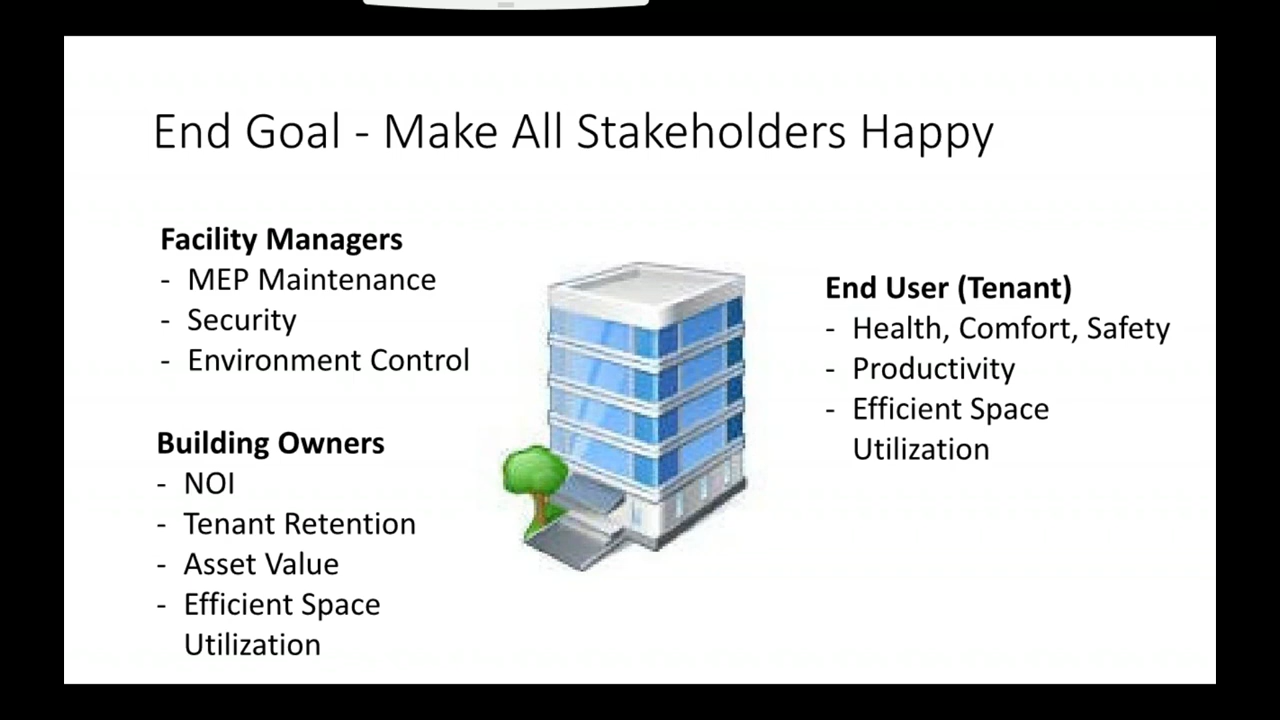 End Goal - Make All Stakeholders Happy
Facility Managers
- MEP Maintenance
- Security
- Environment Control
Building Owners
- NOI
- Tenant Retention
- Asset Value
- Efficient Space
Utilization
End User (Tenant)
- Health, Comfort, Safety
- Productivity
- Efficient Space
Utilization